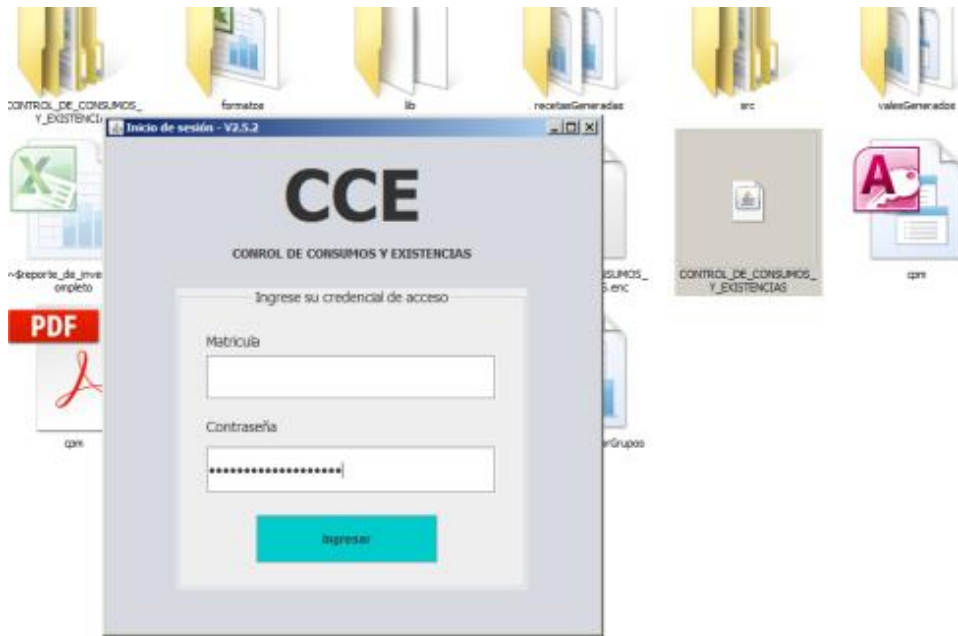 CONTROL_DE_CONSUMOS_
formatos
lib
recetasGeneradas
src
valesGenerados
Y_EXISTENCI
Inicio de sesión - V2.5.2
CCE
CONROL DE CONSUMOS Y EXISTENCIAS
~$reporte_de_inve
ompleto
SUMOS_
S.enc
CONTROL_DE_CONSUMOS_
Y_EXISTENCIAS
cpm
Ingrese su credencial de acceso
PDF
Matricula
Contraseña
cpm
rGrupos
Ingresar